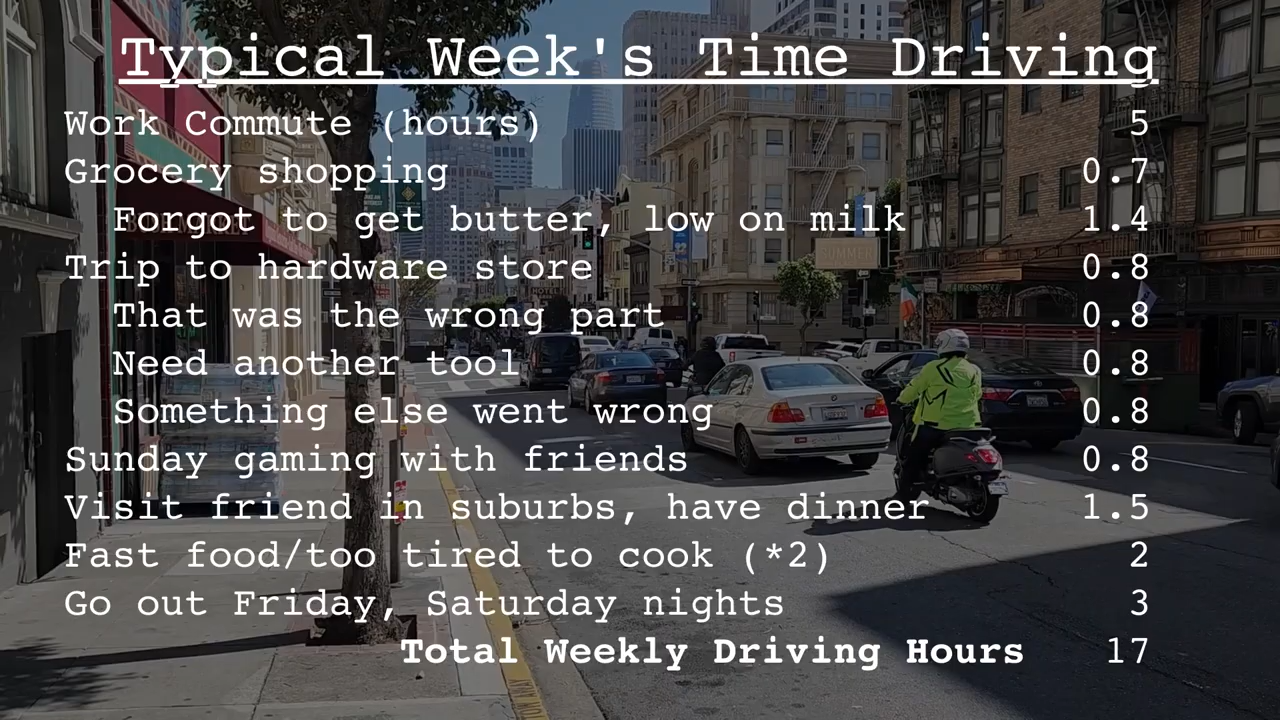 Typical Week's Time Driving
Work Commute (hours) 5
Grocery shopping 0.7
Forgot to get butter, low on milk 1.4
Trip to hardware store 0.8
That was the wrong part 0.8
Need another tool 0.8
Something else went wrong 0.8
Sunday gaming with friends 0.8
Visit friend in suburbs, have dinner 1.5
Fast food/too tired to cook (*2) 2
Go out Friday, Saturday nights 3
Total Weekly Driving Hours 17